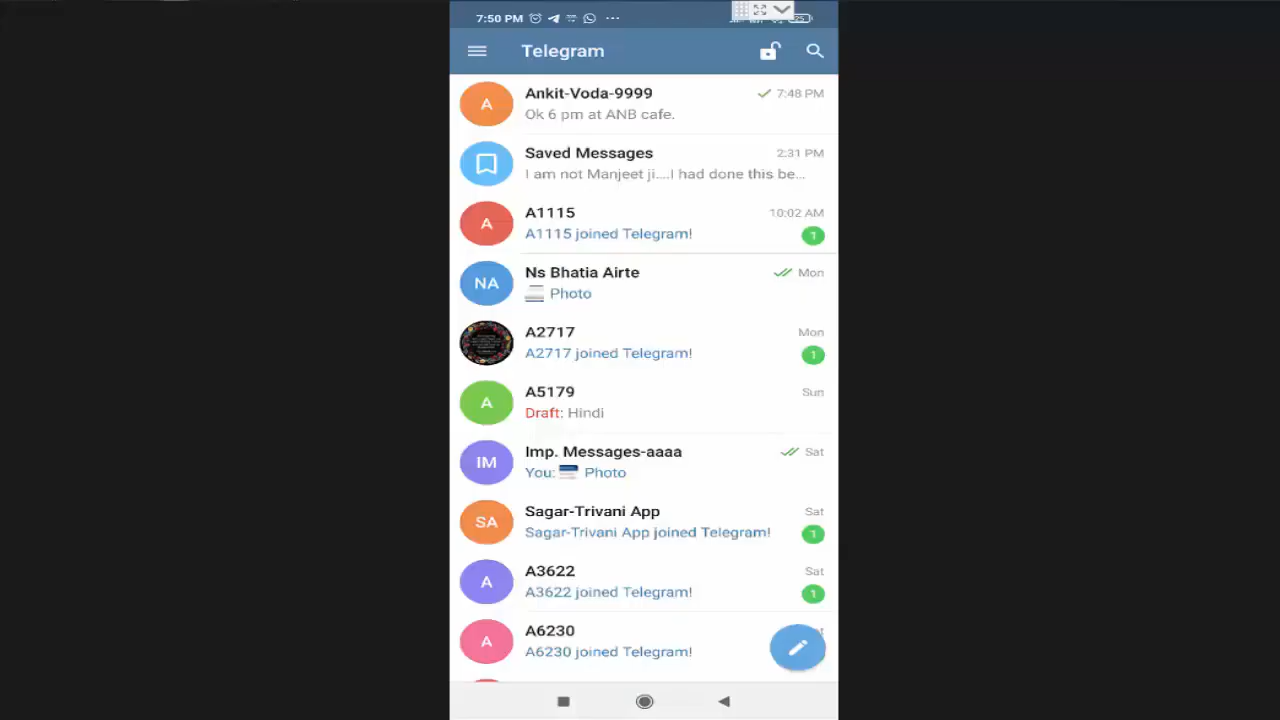 7:50 PM ... 25
Telegram
A Ankit-Voda-9999 7:48 PM
Ok 6 pm at ANB cafe.
Saved Messages 2:31 PM
I am not Manjeet ji....I had done this be...
A A1115 10:02 AM
A1115 joined Telegram! 1
NA Ns Bhatia Airte Mon
Photo
A2717 Mon
A2717 joined Telegram! 1
A A5179 Sun
Draft: Hindi
IM Imp. Messages-aaaa Sat
You: Photo
SA Sagar-Trivani App Sat
Sagar-Trivani App joined Telegram! 1
A A3622 Sat
A3622 joined Telegram! 1
A A6230
A6230 joined Telegram!